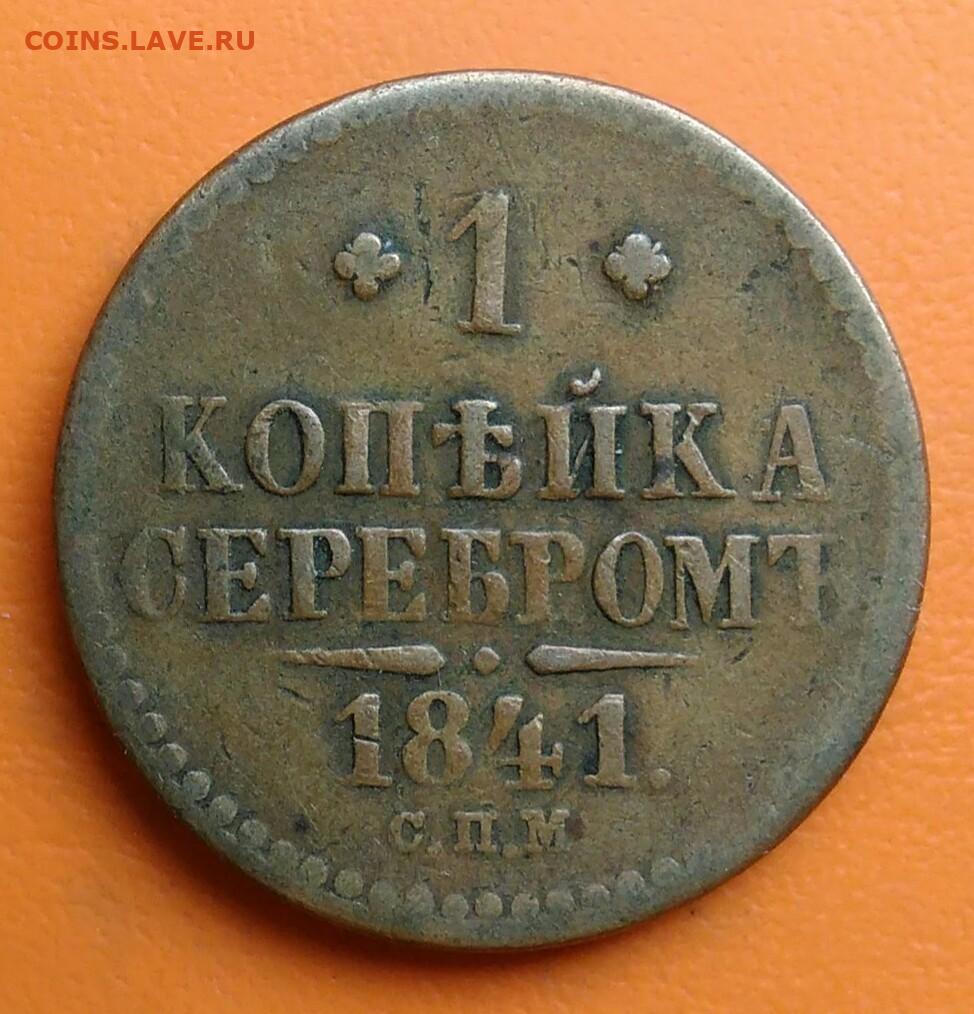 COINS.LAVE.RU
1
КОПѢЙКА
СЕРЕБРОМЪ
1841.
С.П.М